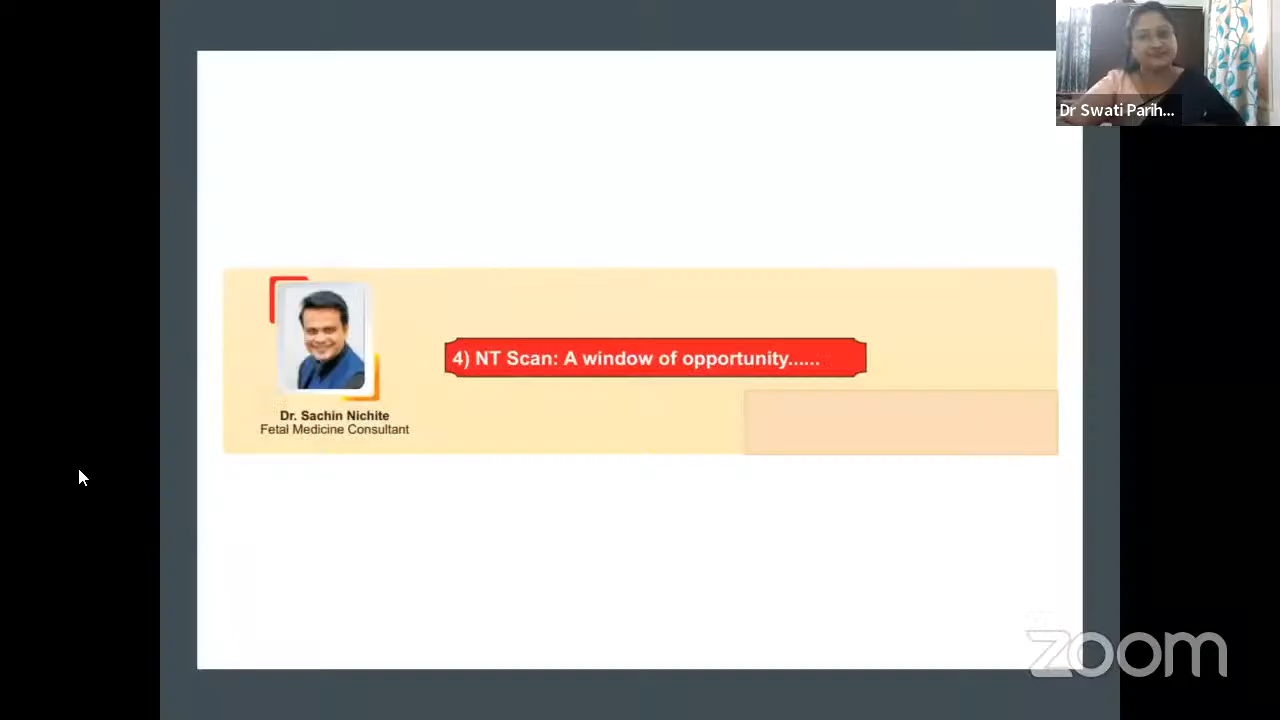 Dr Swati Parih...
4) NT Scan: A window of opportunity......
Dr. Sachin Nichite
Fetal Medicine Consultant
zoom